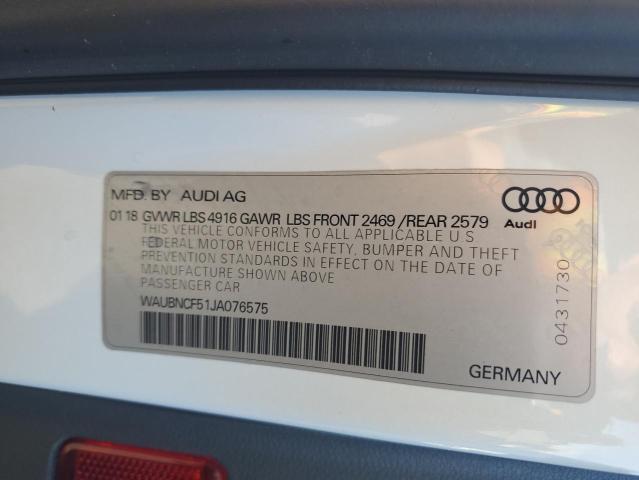 MFD. BY AUDI AG
01 18 GVWR LBS 4916 GAWR LBS FRONT 2469 /REAR 2579
THIS VEHICLE CONFORMS TO ALL APPLICABLE U S
FEDERAL MOTOR VEHICLE SAFETY, BUMPER AND THEFT
PREVENTION STANDARDS IN EFFECT ON THE DATE OF
MANUFACTURE SHOWN ABOVE
PASSENGER CAR
WAUBNCF51JA076575
Audi
0431730
GERMANY